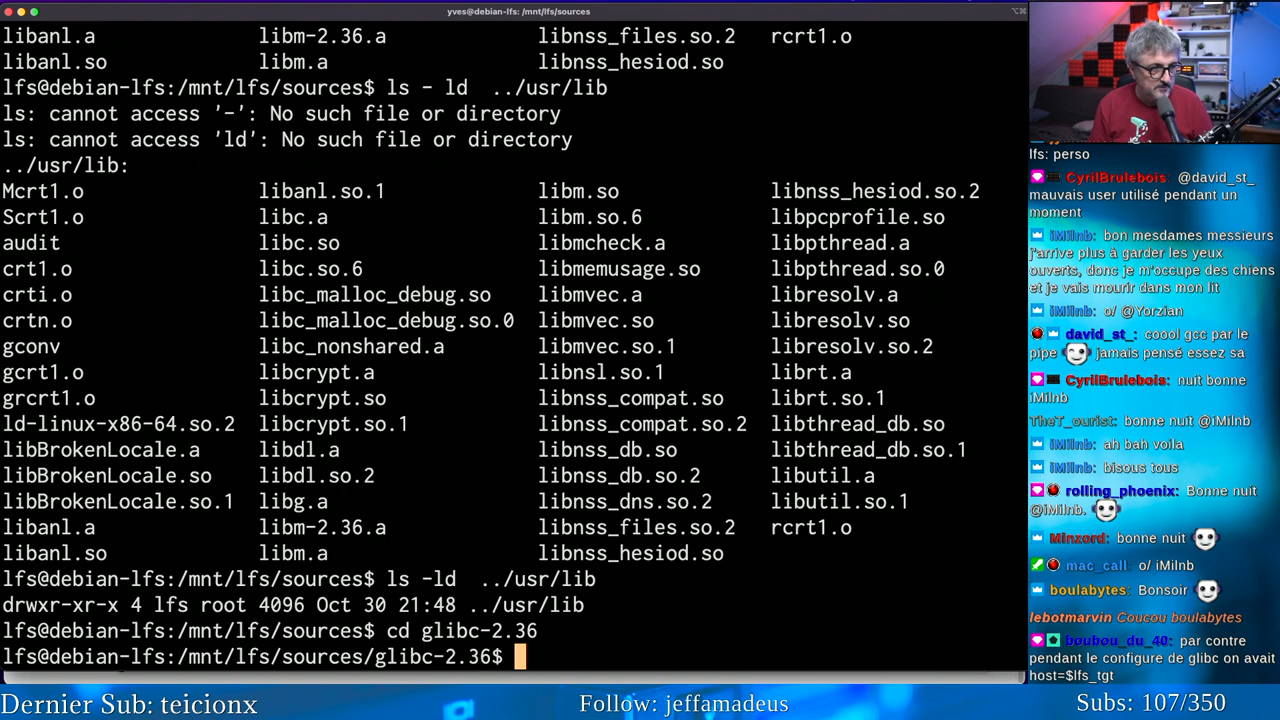 yves@debian-lfs: /mnt/lfs/sources
libanl.a libm-2.36.a libnss_files.so.2 rcrt1.o
libanl.so libm.a libnss_hesiod.so
lfs@debian-lfs:/mnt/lfs/sources$ ls - ld ../usr/lib
ls: cannot access '-': No such file or directory
ls: cannot access 'ld': No such file or directory
../usr/lib:
Mcrt1.o libanl.so.1 libm.so libnss_hesiod.so.2
Scrt1.o libc.a libm.so.6 libpcprofile.so
audit libc.so libmcheck.a libpthread.a
crt1.o libc.so.6 libmemusage.so libpthread.so.0
crti.o libc_malloc_debug.so libmvec.a libresolv.a
crtn.o libc_malloc_debug.so.0 libmvec.so libresolv.so
gconv libc_nonshared.a libmvec.so.1 libresolv.so.2
gcrt1.o libcrypt.a libnsl.so.1 librt.a
grcrt1.o libcrypt.so libnss_compat.so librt.so.1
ld-linux-x86-64.so.2 libcrypt.so.1 libnss_compat.so.2 libthread_db.so
libBrokenLocale.a libdl.a libnss_db.so libthread_db.so.1
libBrokenLocale.so libdl.so.2 libnss_db.so.2 libutil.a
libBrokenLocale.so.1 libg.a libnss_dns.so.2 libutil.so.1
libanl.a libm-2.36.a libnss_files.so.2 rcrt1.o
libanl.so libm.a libnss_hesiod.so
lfs@debian-lfs:/mnt/lfs/sources$ ls -ld ../usr/lib
drwxr-xr-x 4 lfs root 4096 Oct 30 21:48 ../usr/lib
lfs@debian-lfs:/mnt/lfs/sources$ cd glibc-2.36
lfs@debian-lfs:/mnt/lfs/sources/glibc-2.36$
lfs: perso
CyrilBrulebois: @david_st_
mauvais user utilisé pendant un
moment
iMilnb: bon mesdames messieurs
j'arrive plus à garder les yeux
ouverts, donc je m'occupe des chiens
et je vais mourir dans mon lit
iMilnb: o/ @Yorzian
david_st_: coool gcc par le
pipe jamais pensé essez sa
CyrilBrulebois: nuit bonne
iMilnb
TheT_ourist: bonne nuit @iMilnb
iMilnb: ah bah voila
iMilnb: bisous tous
rolling_phoenix: Bonne nuit
@iMilnb.
Minzord: bonne nuit
mac_call: o/ iMilnb
boulabytes: Bonsoir
lebotmarvin Coucou boulabytes
boubou_du_40: par contre
pendant le configure de glibc on avait
host=$lfs_tgt
Dernier Sub: teicionx
Follow: jeffamadeus
Subs: 107/350